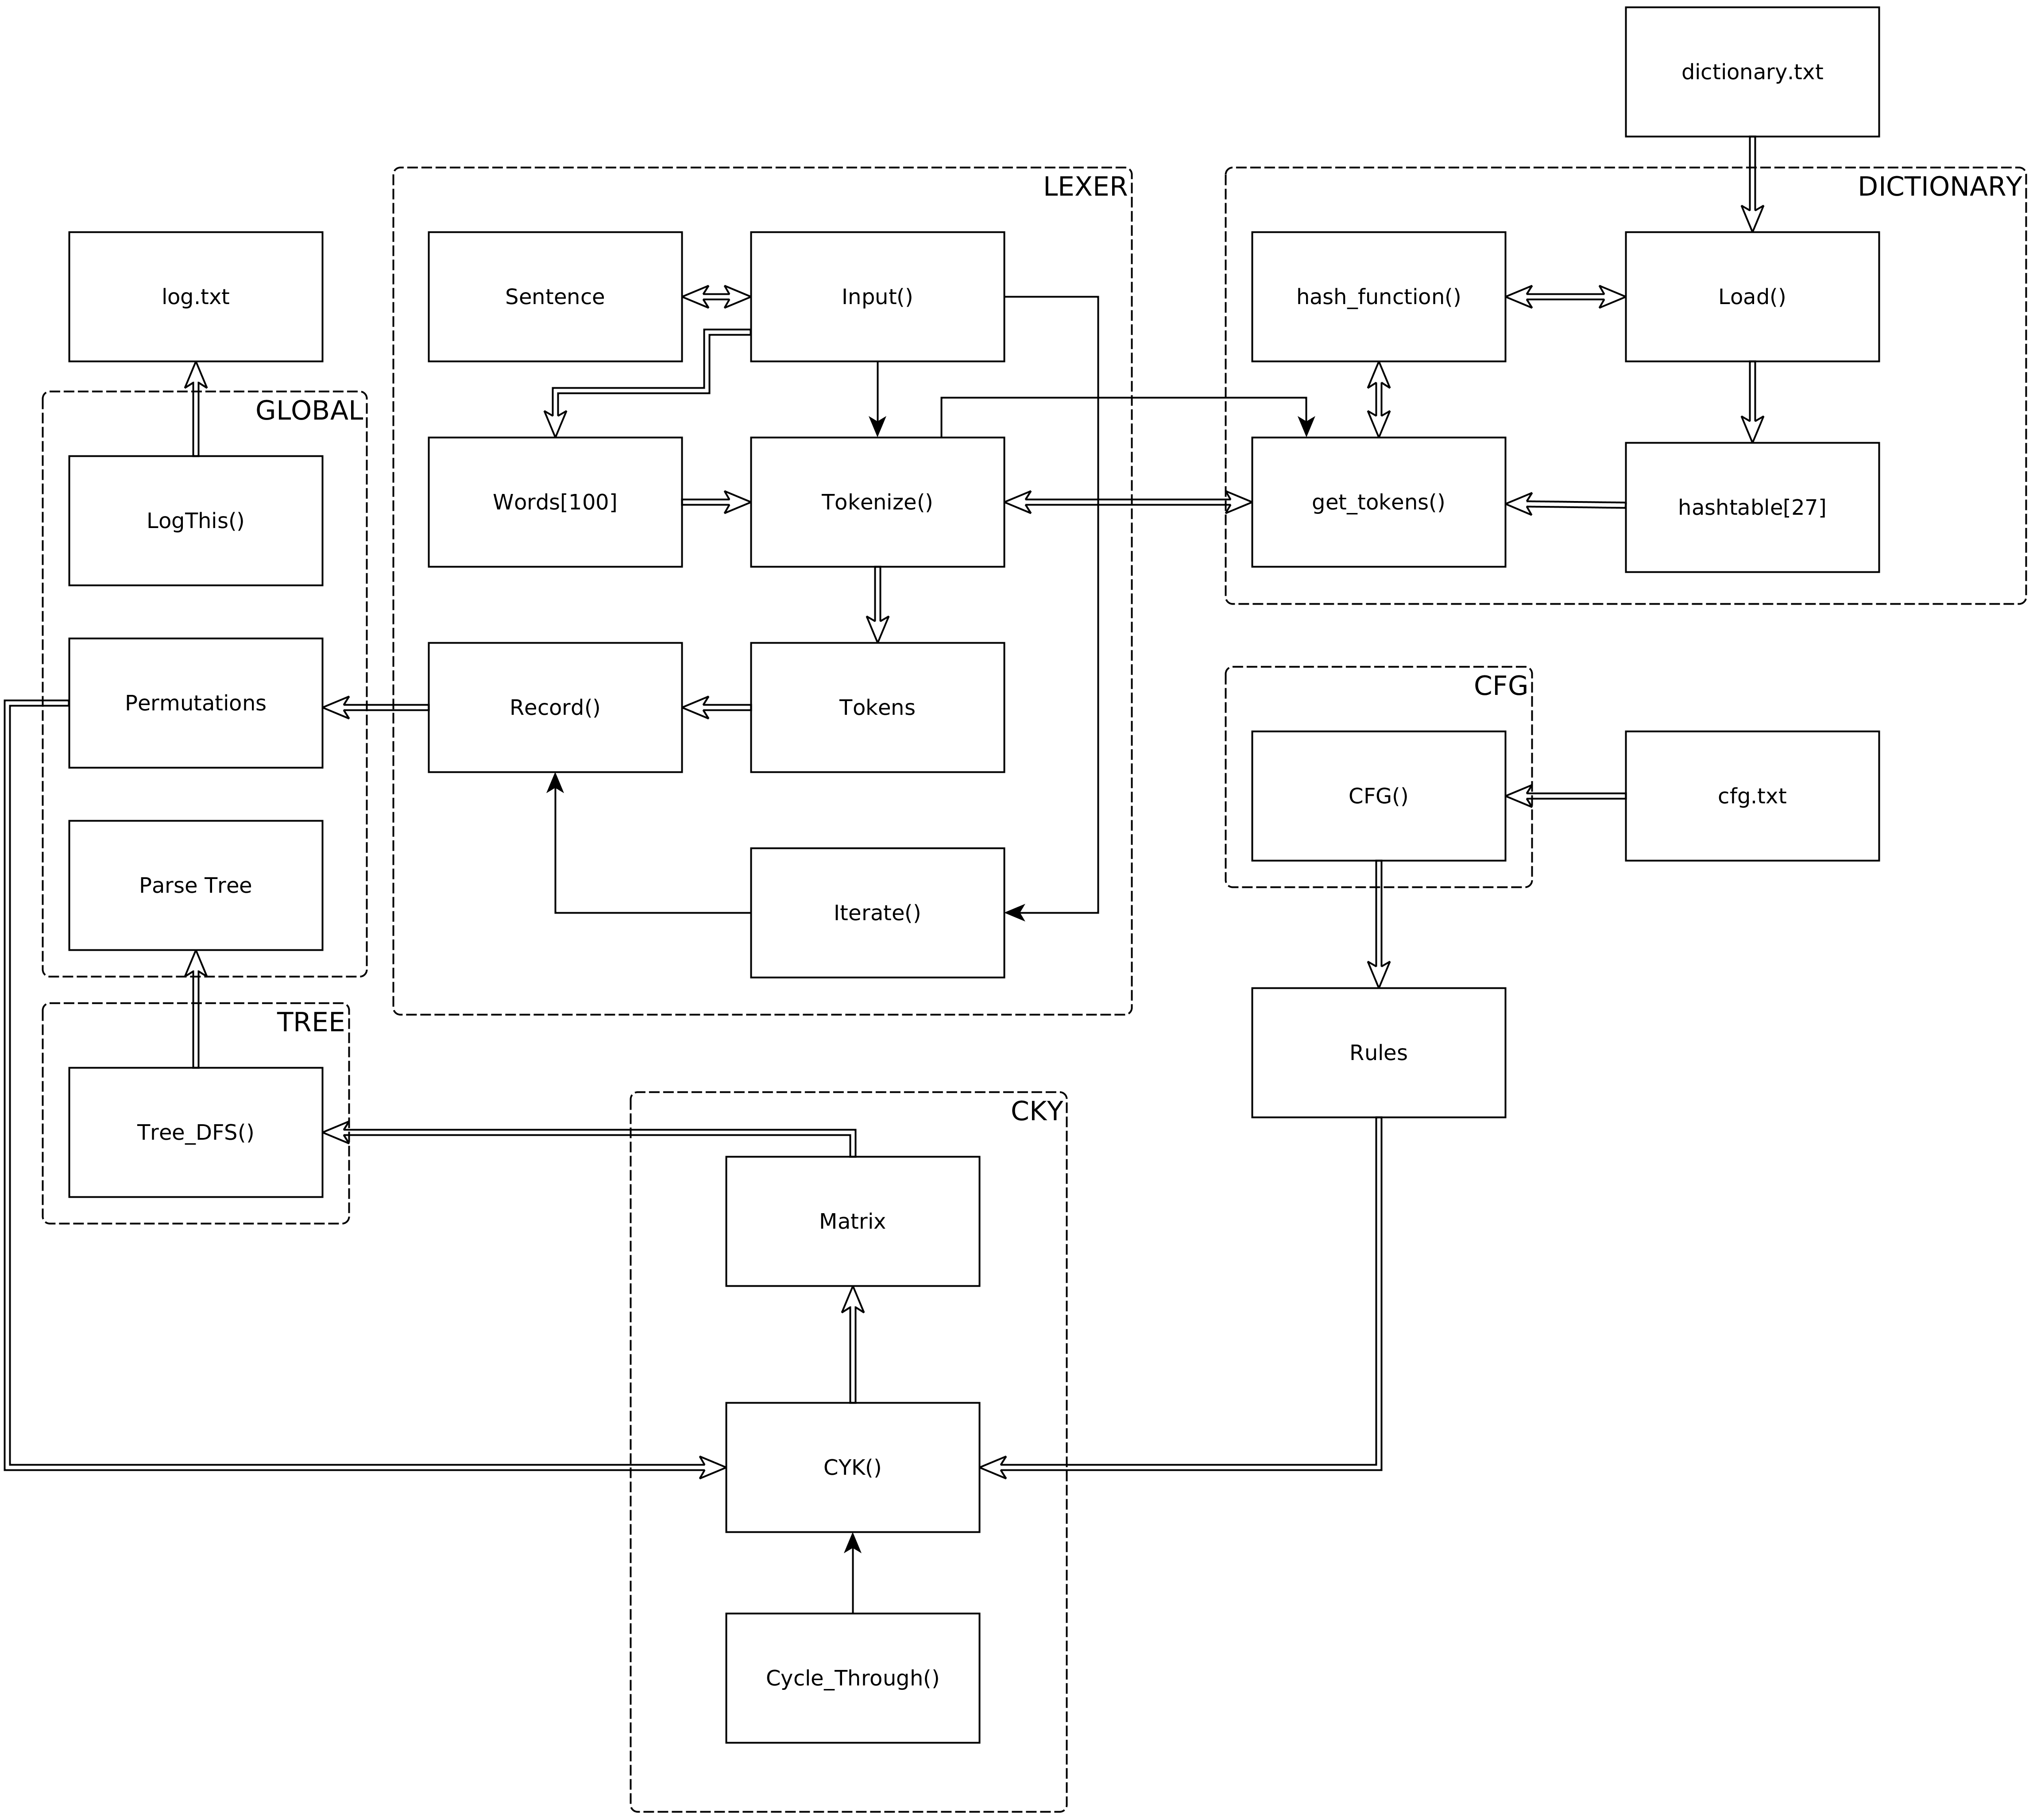 dictionary.txt
LEXER
DICTIONARY
log.txt
Sentence
Input()
hash_function()
Load()
GLOBAL
LogThis()
Words[100]
Tokenize()
get_tokens()
hashtable[27]
Permutations
Record()
Tokens
CFG
CFG()
cfg.txt
Parse Tree
Iterate()
TREE
Rules
Tree_DFS()
CKY
Matrix
CYK()
Cycle_Through()